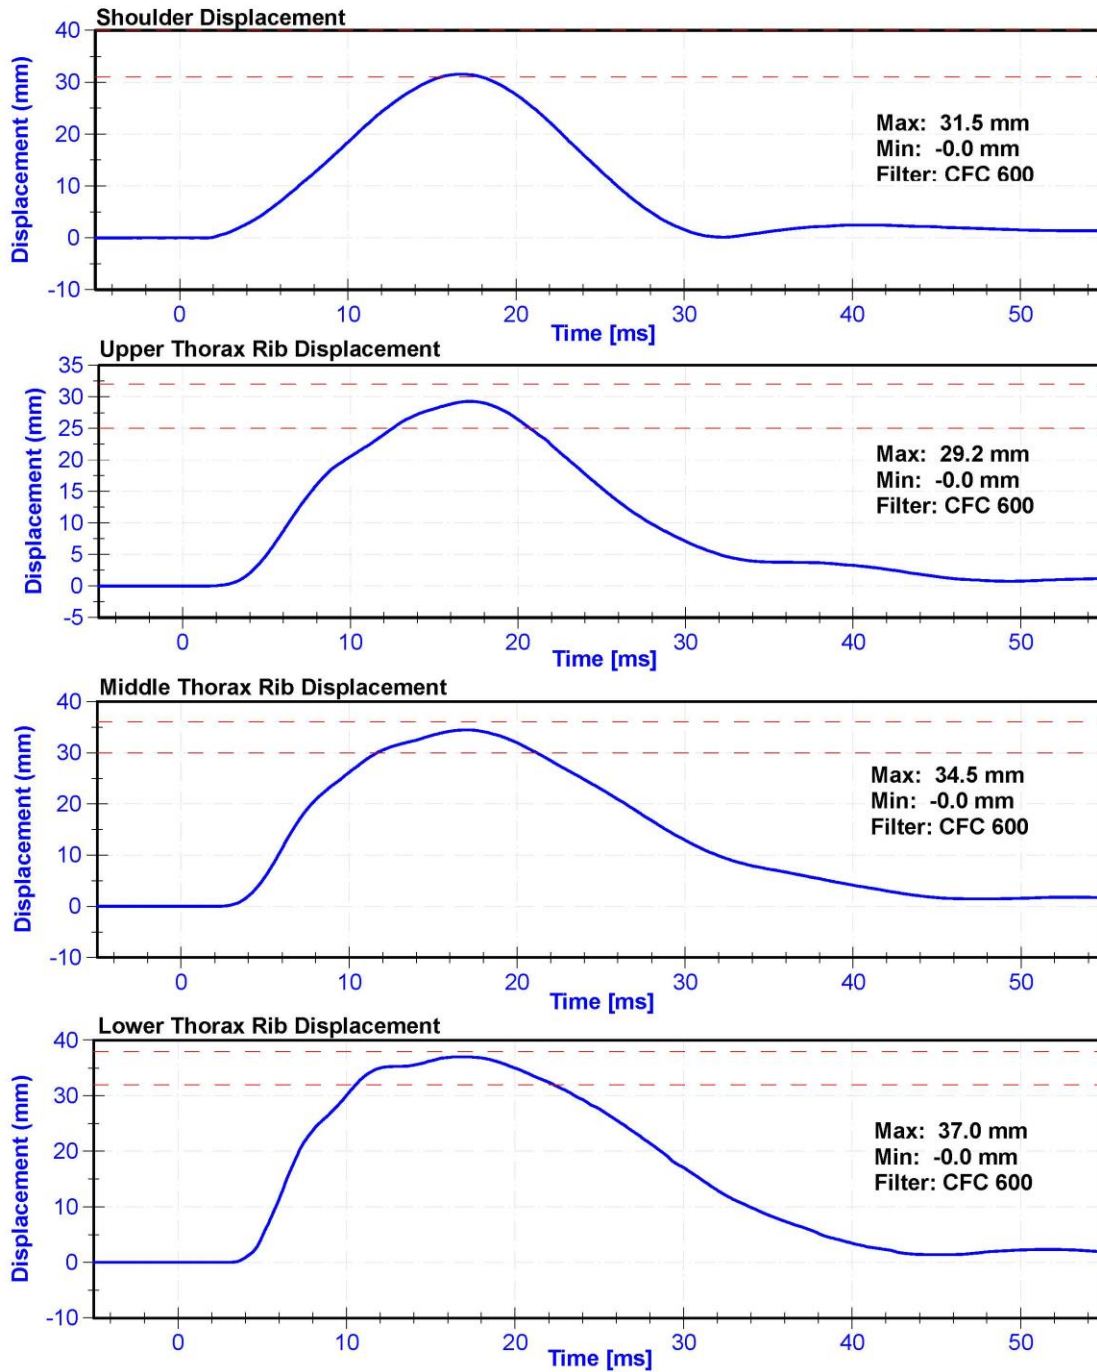 Shoulder Displacement
40
30
20
10
0
-10
Displacement (mm)
Max: 31.5 mm
Min: -0.0 mm
Filter: CFC 600
0 10 20 30 40 50
Time [ms]
Upper Thorax Rib Displacement
35
30
25
20
15
10
5
0
-5
Displacement (mm)
Max: 29.2 mm
Min: -0.0 mm
Filter: CFC 600
0 10 20 30 40 50
Time [ms]
Middle Thorax Rib Displacement
40
30
20
10
0
-10
Displacement (mm)
Max: 34.5 mm
Min: -0.0 mm
Filter: CFC 600
0 10 20 30 40 50
Time [ms]
Lower Thorax Rib Displacement
40
30
20
10
0
-10
Displacement (mm)
Max: 37.0 mm
Min: -0.0 mm
Filter: CFC 600
0 10 20 30 40 50
Time [ms]